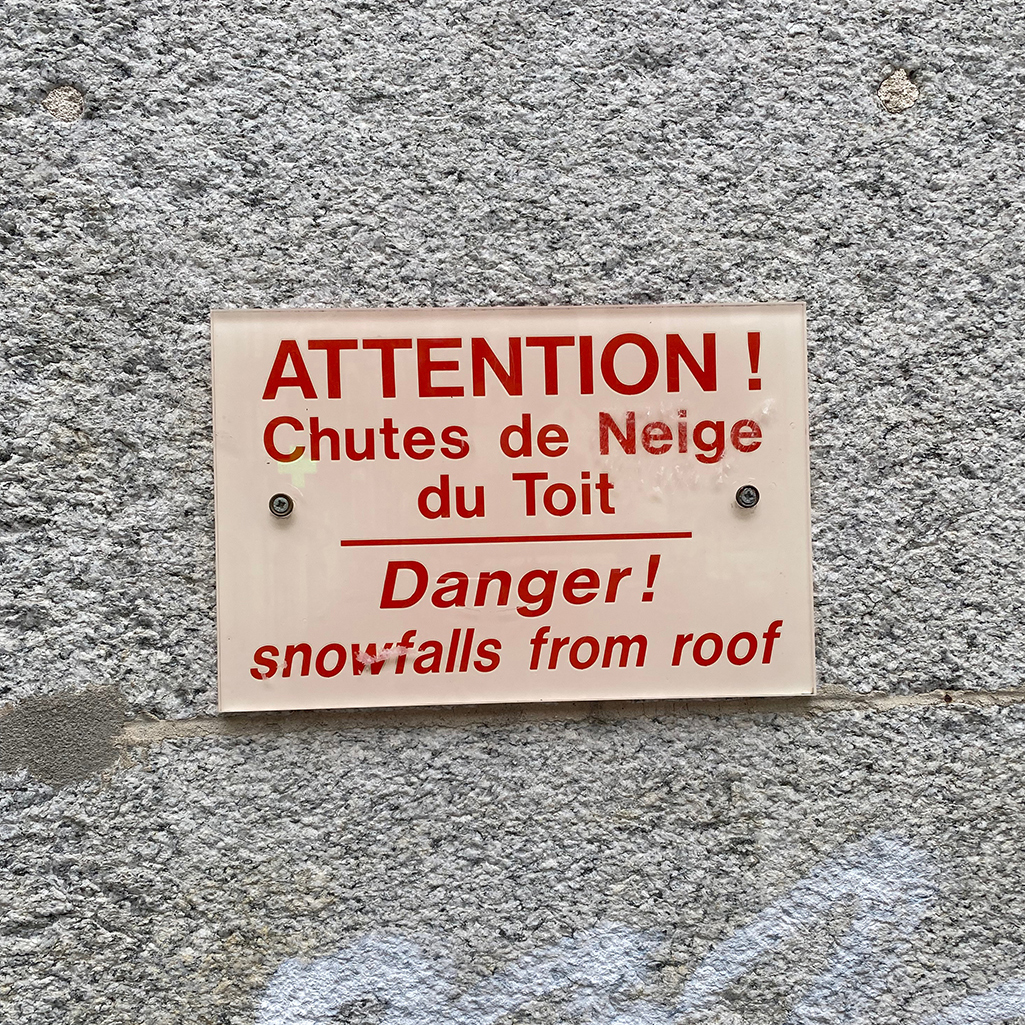 ATTENTION !
Chutes de Neige
du Toit
Danger!
snowfalls from roof